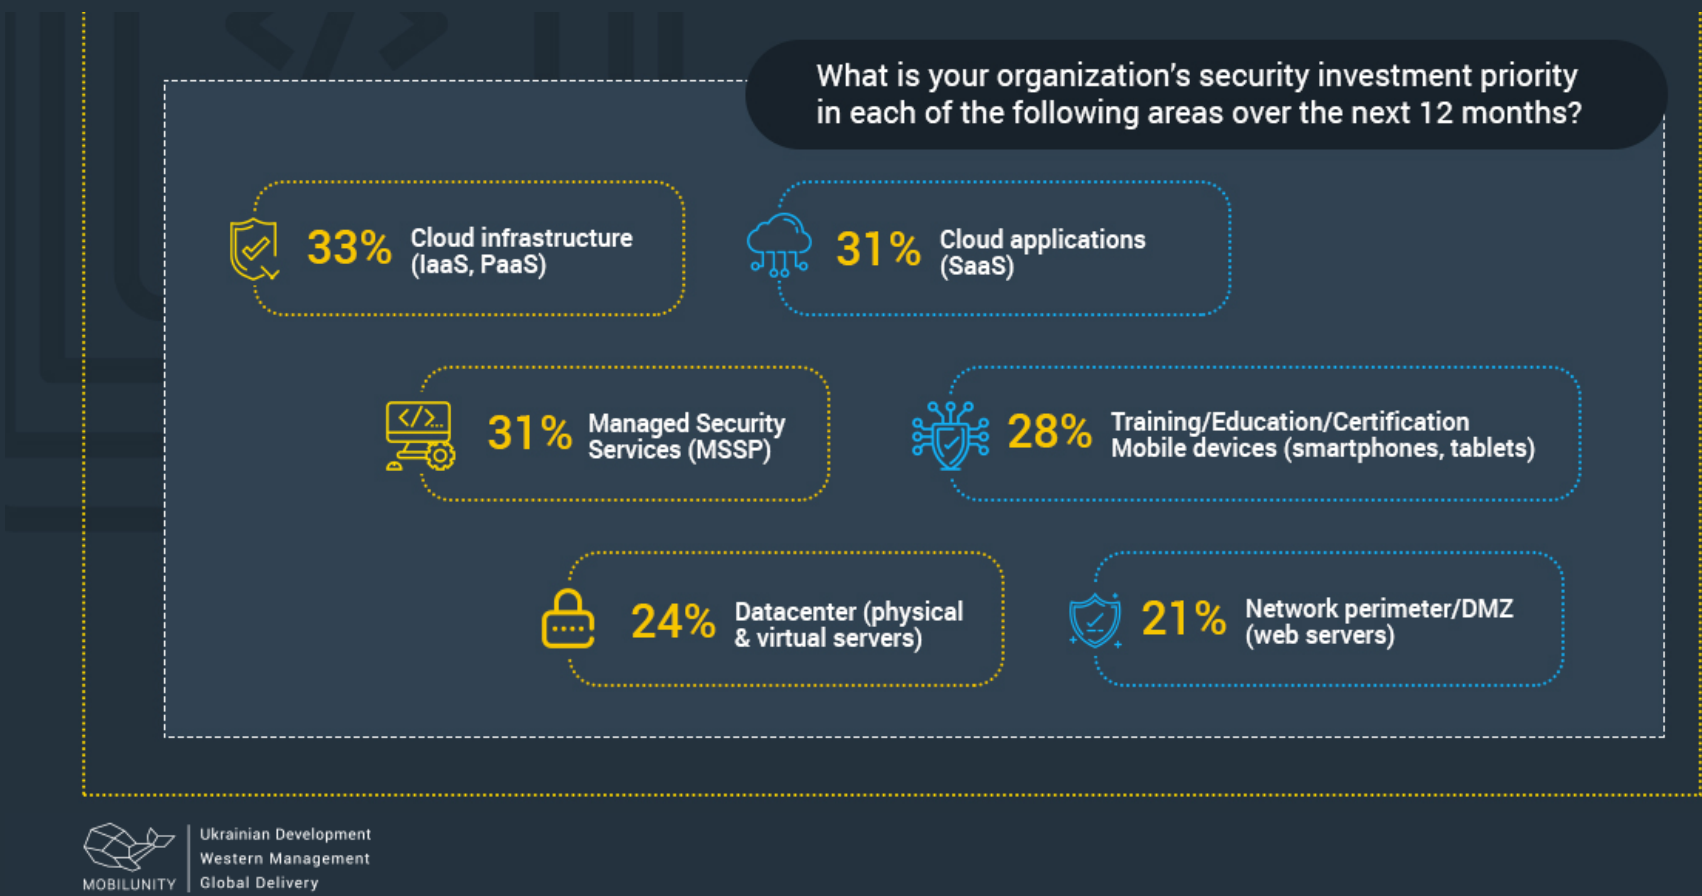 What is your organization's security investment priority
in each of the following areas over the next 12 months?
33%
Cloud infrastructure
(IaaS, PaaS)
31%
Cloud applications
(SaaS)
</>...
31%
Managed Security
Services (MSSP)
28%
Training/Education/Certification
Mobile devices (smartphones, tablets)
24%
Datacenter (physical
& virtual servers)
21%
Network perimeter/DMZ
(web servers)
MOBILUNITY
Ukrainian Development
Western Management
Global Delivery